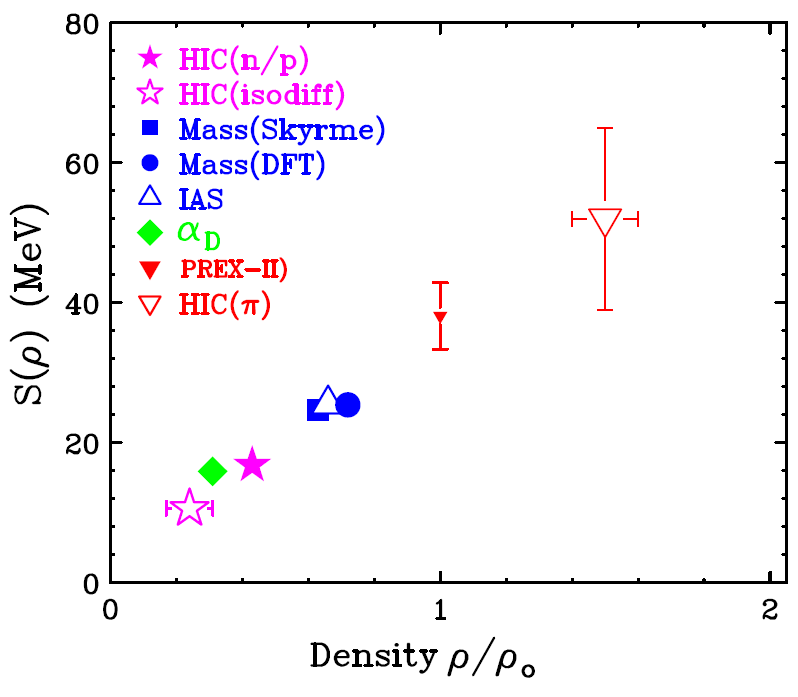 80
60
40
20
0
S(ρ) (MeV)
HIC(n/p)
HIC(isodiff)
Mass(Skyrme)
Mass(DFT)
IAS
α_D
PREX-II)
HIC(π)
0 1 2
Density ρ/ρ_o